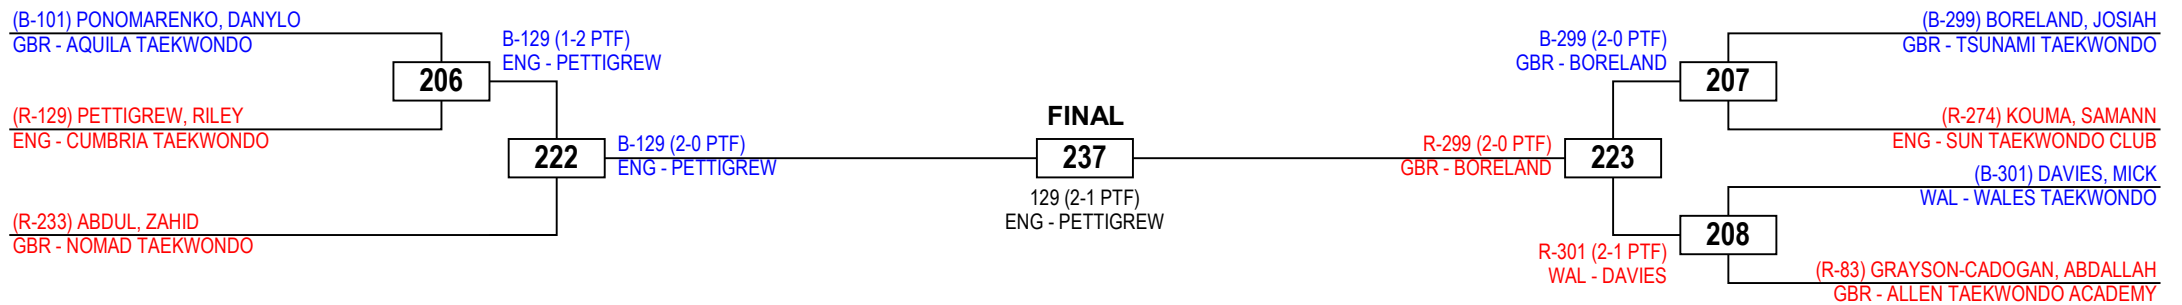 (B-101) PONOMARENKO, DANYLO
GBR - AQUILA TAEKWONDO
206
(R-129) PETTIGREW, RILEY
ENG - CUMBRIA TAEKWONDO
B-129 (1-2 PTF)
ENG - PETTIGREW
222
(R-233) ABDUL, ZAHID
GBR - NOMAD TAEKWONDO
B-129 (2-0 PTF)
ENG - PETTIGREW
FINAL
237
129 (2-1 PTF)
ENG - PETTIGREW
R-299 (2-0 PTF)
GBR - BORELAND
223
B-299 (2-0 PTF)
GBR - BORELAND
R-301 (2-1 PTF)
WAL - DAVIES
(B-299) BORELAND, JOSIAH
GBR - TSUNAMI TAEKWONDO
207
(R-274) KOUMA, SAMANN
ENG - SUN TAEKWONDO CLUB
(B-301) DAVIES, MICK
WAL - WALES TAEKWONDO
208
(R-83) GRAYSON-CADOGAN, ABDALLAH
GBR - ALLEN TAEKWONDO ACADEMY